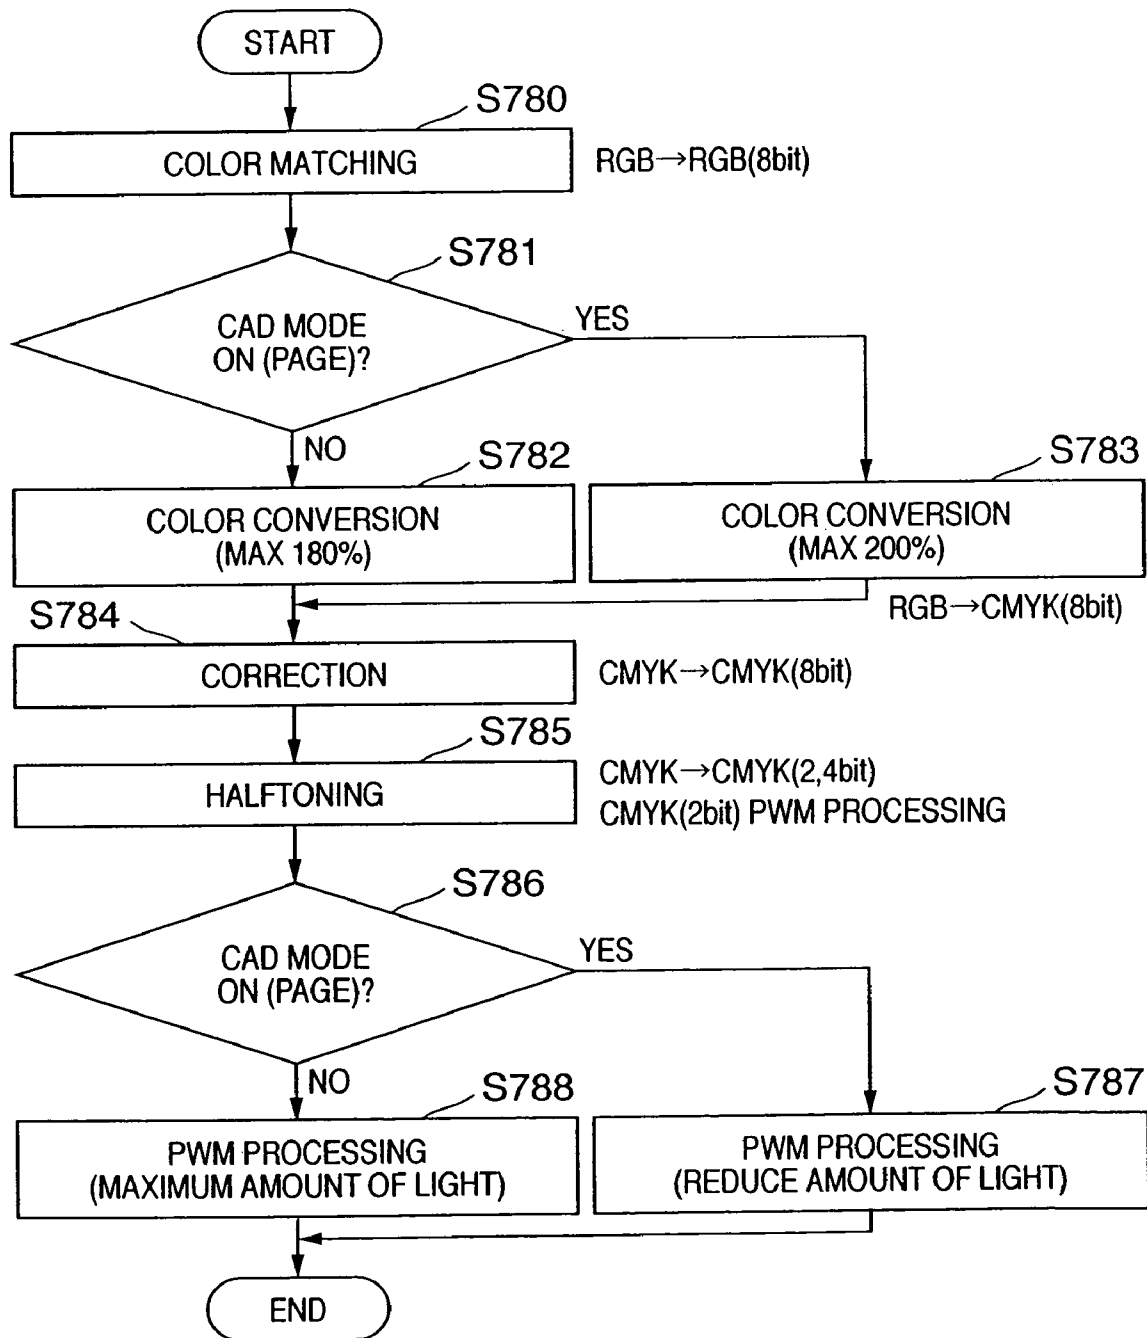 START
S780
COLOR MATCHING
RGB→RGB(8bit)
S781
CAD MODE
ON (PAGE)?
YES
NO
S782
COLOR CONVERSION
(MAX 180%)
S783
COLOR CONVERSION
(MAX 200%)
RGB→CMYK(8bit)
S784
CORRECTION
CMYK→CMYK(8bit)
S785
HALFTONING
CMYK→CMYK(2,4bit)
CMYK(2bit) PWM PROCESSING
S786
CAD MODE
ON (PAGE)?
YES
NO
S788
PWM PROCESSING
(MAXIMUM AMOUNT OF LIGHT)
S787
PWM PROCESSING
(REDUCE AMOUNT OF LIGHT)
END